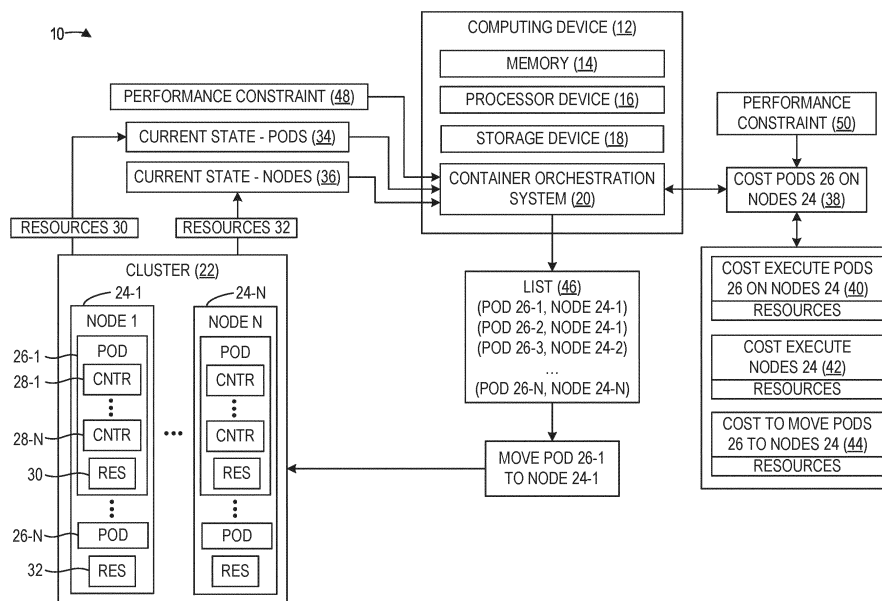 10
COMPUTING DEVICE (12)
MEMORY (14)
PROCESSOR DEVICE (16)
STORAGE DEVICE (18)
CONTAINER ORCHESTRATION
SYSTEM (20)
PERFORMANCE CONSTRAINT (48)
CURRENT STATE - PODS (34)
CURRENT STATE - NODES (36)
RESOURCES 30
RESOURCES 32
PERFORMANCE
CONSTRAINT (50)
COST PODS 26 ON
NODES 24 (38)
COST EXECUTE PODS
26 ON NODES 24 (40)
RESOURCES
COST EXECUTE
NODES 24 (42)
RESOURCES
COST TO MOVE PODS
26 TO NODES 24 (44)
RESOURCES
LIST (46)
(POD 26-1, NODE 24-1)
(POD 26-2, NODE 24-1)
(POD 26-3, NODE 24-2)
...
(POD 26-N, NODE 24-N)
MOVE POD 26-1
TO NODE 24-1
CLUSTER (22)
24-1
NODE 1
26-1
POD
28-1
CNTR
28-N
CNTR
30
RES
26-N
POD
32
RES
24-N
NODE N
POD
CNTR
CNTR
RES
POD
RES